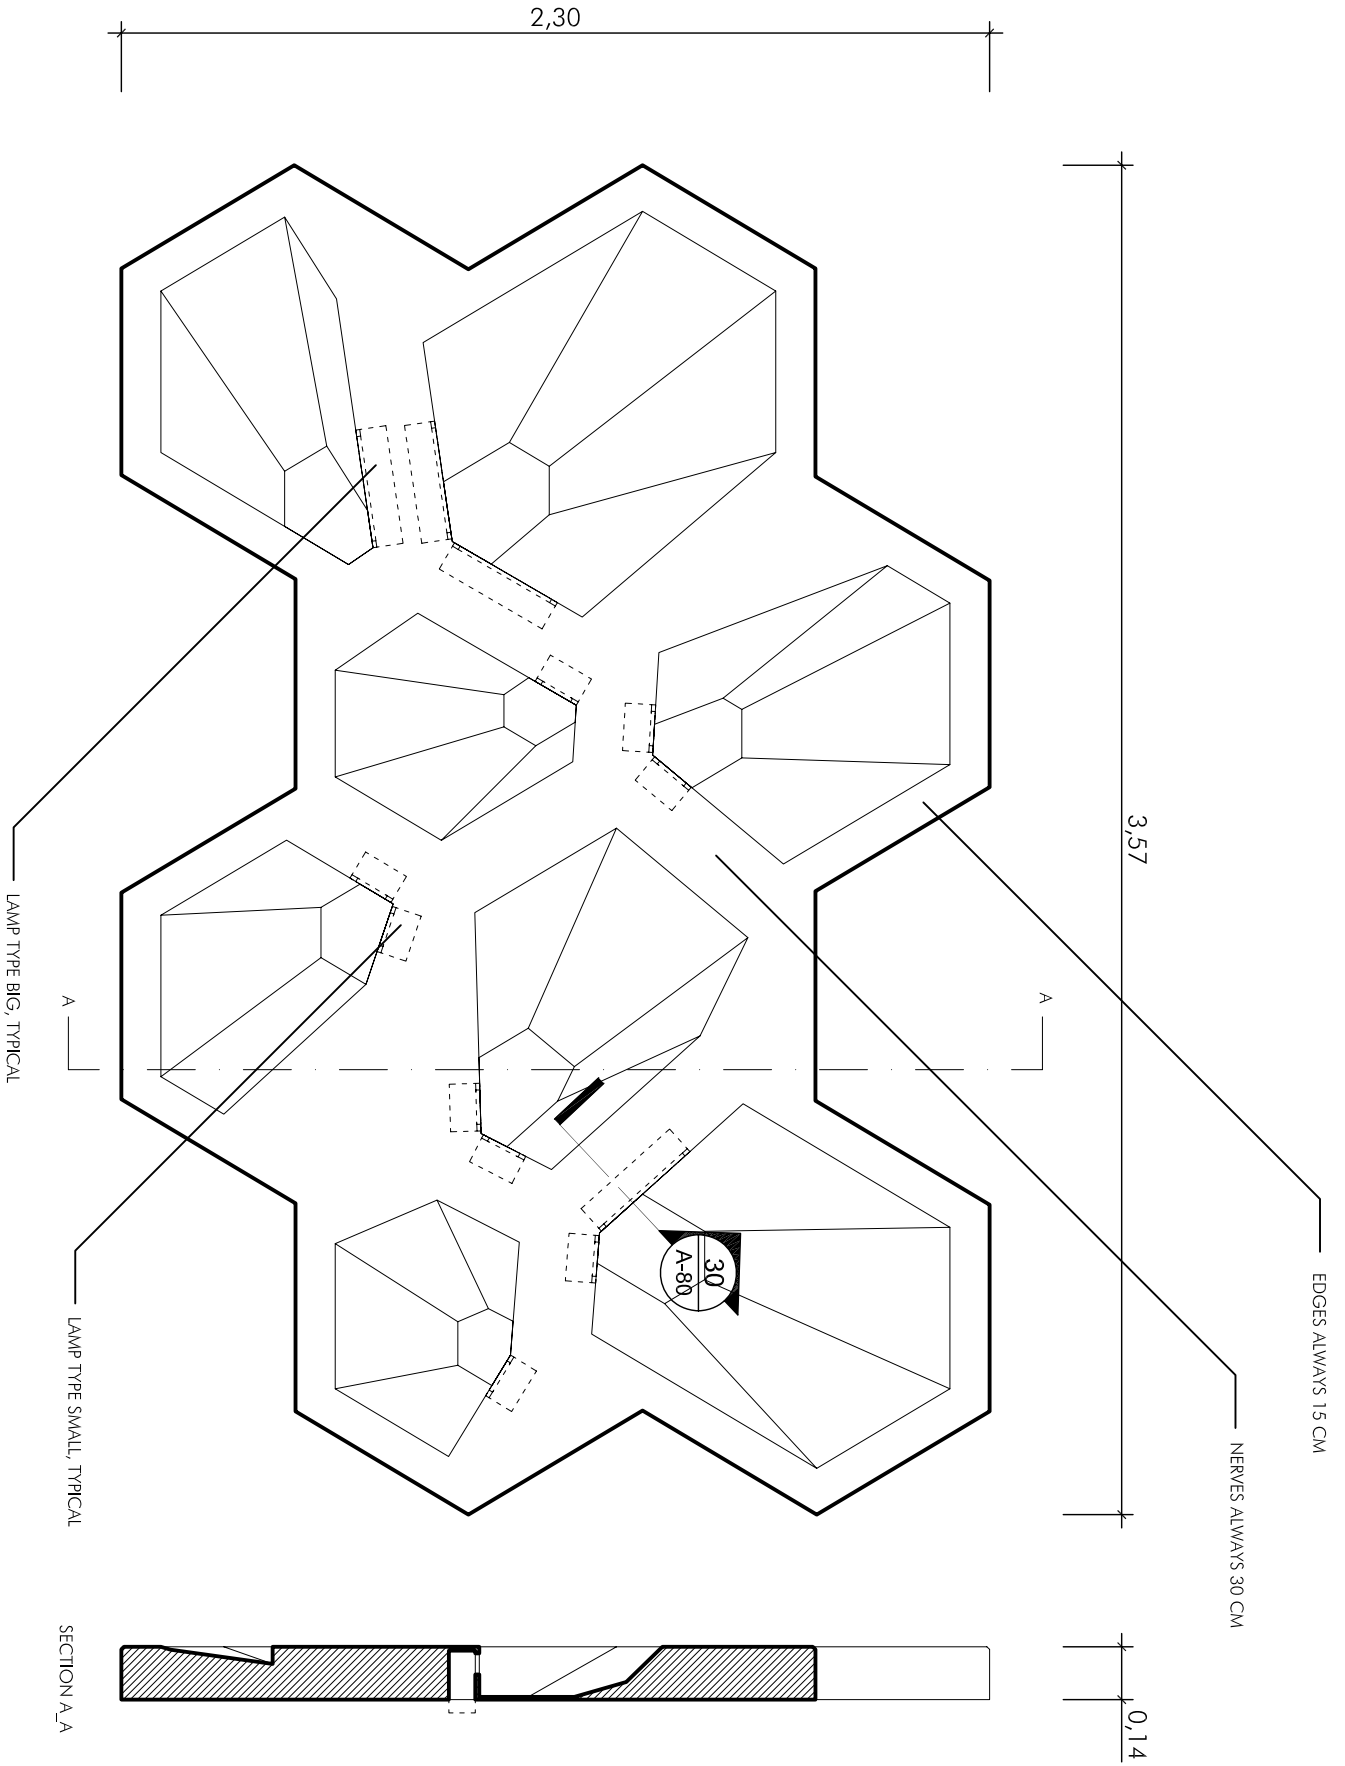 2,30
3,57
EDGES ALWAYS 15 CM
NERVES ALWAYS 30 CM
LAMP TYPE BIG, TYPICAL
LAMP TYPE SMALL, TYPICAL
A
A
30
A-80
SECTION A_A
0,14